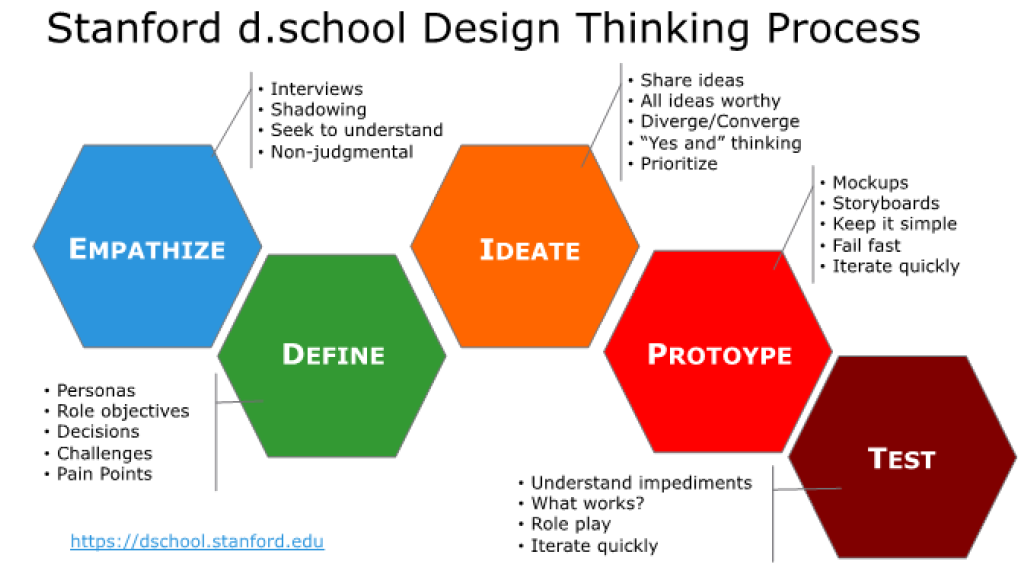 Stanford d.school Design Thinking Process
• Interviews
• Shadowing
• Seek to understand
• Non-judgmental
EMPATHIZE
• Personas
• Role objectives
• Decisions
• Challenges
• Pain Points
DEFINE
• Share ideas
• All ideas worthy
• Diverge/Converge
• “Yes and” thinking
• Prioritize
IDEATE
• Mockups
• Storyboards
• Keep it simple
• Fail fast
• Iterate quickly
PROTOYPE
• Understand impediments
• What works?
• Role play
• Iterate quickly
TEST
https://dschool.stanford.edu